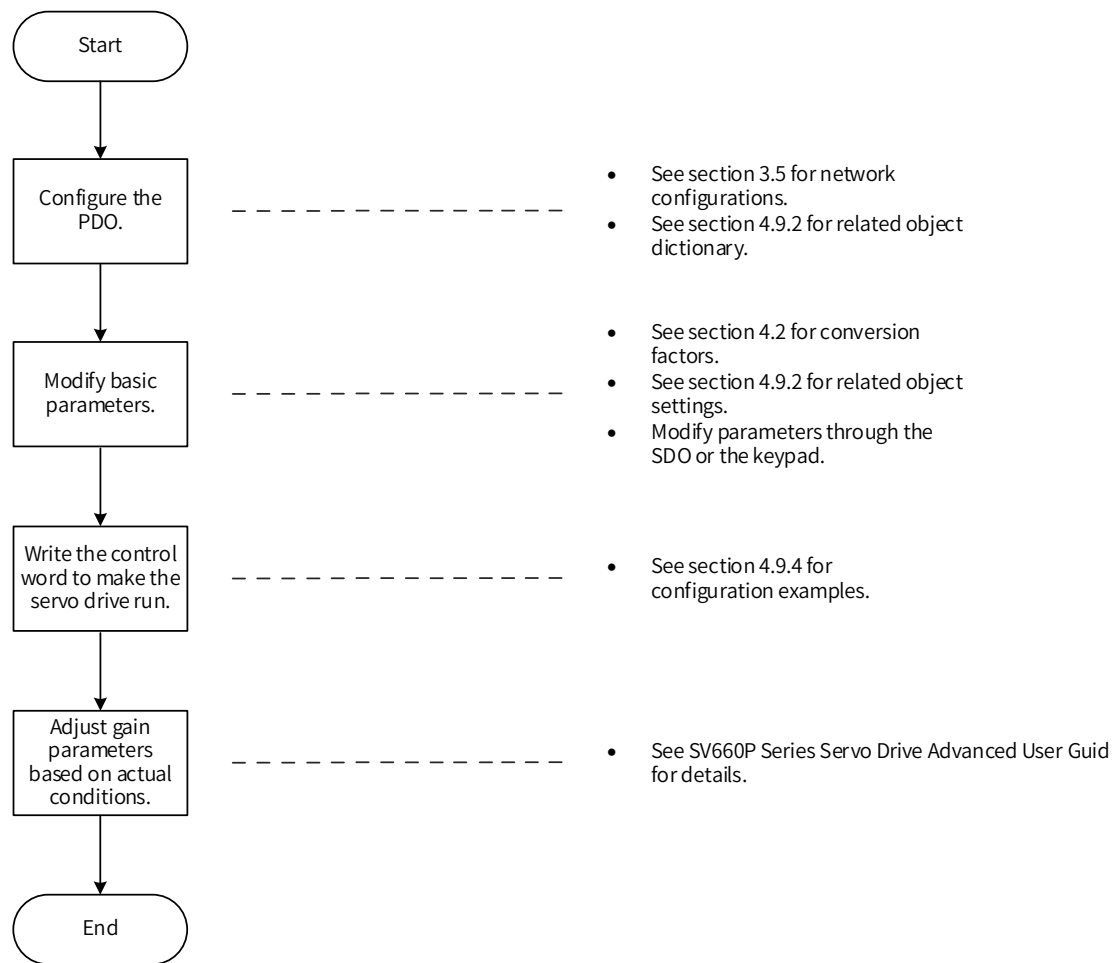 Start
Configure the
PDO.
• See section 3.5 for network
configurations.
• See section 4.9.2 for related object
dictionary.
Modify basic
parameters.
• See section 4.2 for conversion
factors.
• See section 4.9.2 for related object
settings.
• Modify parameters through the
SDO or the keypad.
Write the control
word to make the
servo drive run.
• See section 4.9.4 for
configuration examples.
Adjust gain
parameters
based on actual
conditions.
• See SV660P Series Servo Drive Advanced User Guid
for details.
End